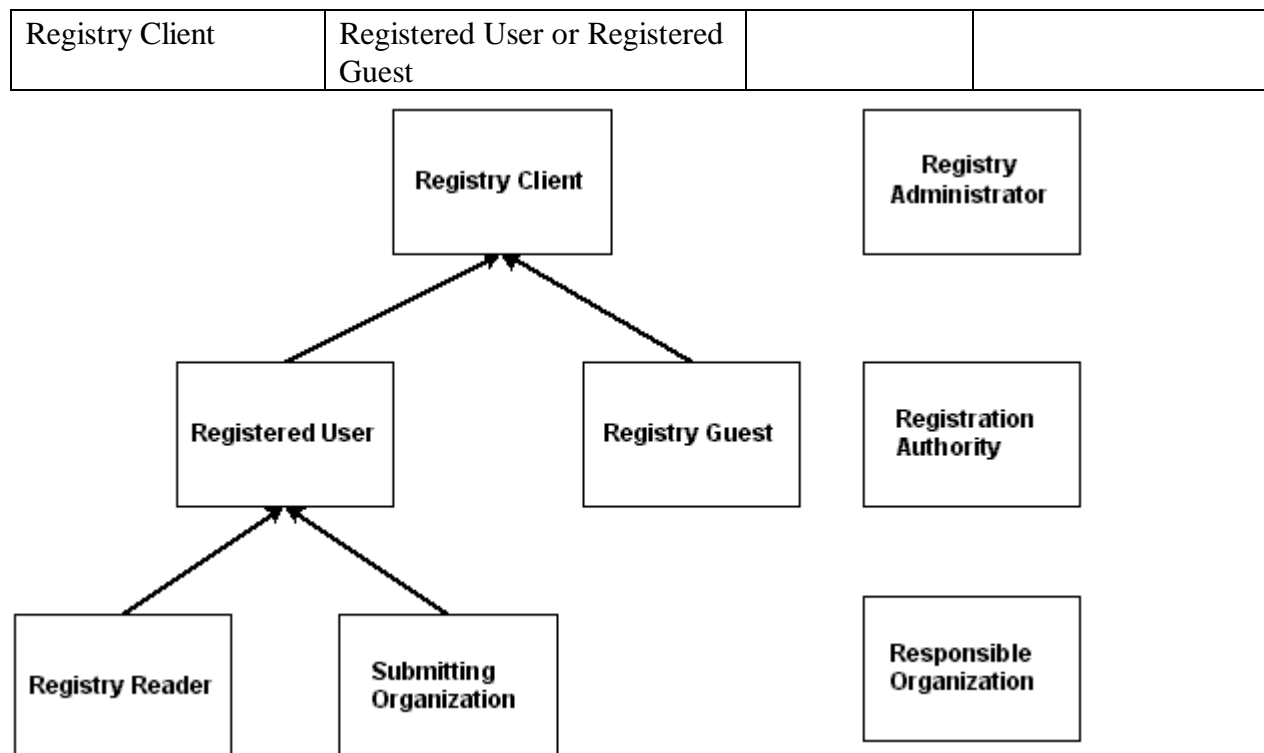 Registry Client
Registered User or Registered
Guest
Registry Client
Registry
Administrator
Registered User
Registry Guest
Registration
Authority
Registry Reader
Submitting
Organization
Responsible
Organization